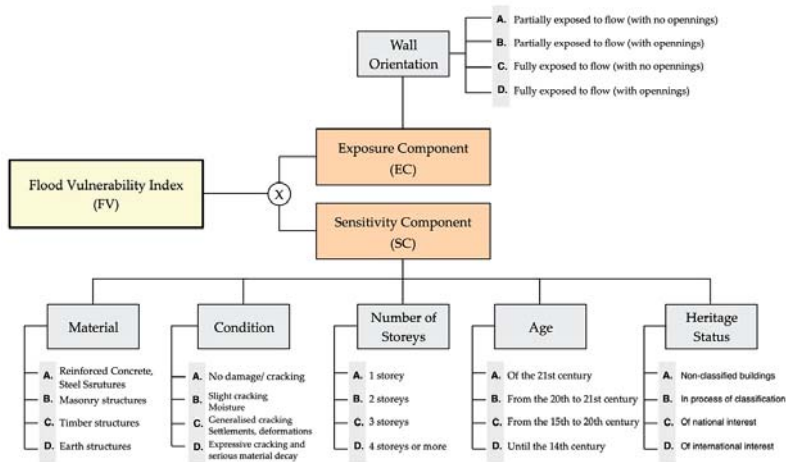 Wall
Orientation
A. Partially exposed to flow (with no opennings)
B. Partially exposed to flow (with opennings)
C. Fully exposed to flow (with no opennings)
D. Fully exposed to flow (with opennings)
Exposure Component
(EC)
Flood Vulnerability Index
(FV)
X
Sensitivity Component
(SC)
Material
A. Reinforced Concrete,
Steel Ssrutures
B. Masonry structures
C. Timber structures
D. Earth structures
Condition
A. No damage/ cracking
B. Slight cracking
Moisture
C. Generalised cracking
Settlements, deformations
D. Expressive cracking and
serious material decay
Number of
Storeys
A. 1 storey
B. 2 storeys
C. 3 storeys
D. 4 storeys or more
Age
A. Of the 21st century
B. From the 20th to 21st century
C. From the 15th to 20th century
D. Until the 14th century
Heritage
Status
A. Non-classified buildings
B. In process of classification
C. Of national interest
D. Of international interest